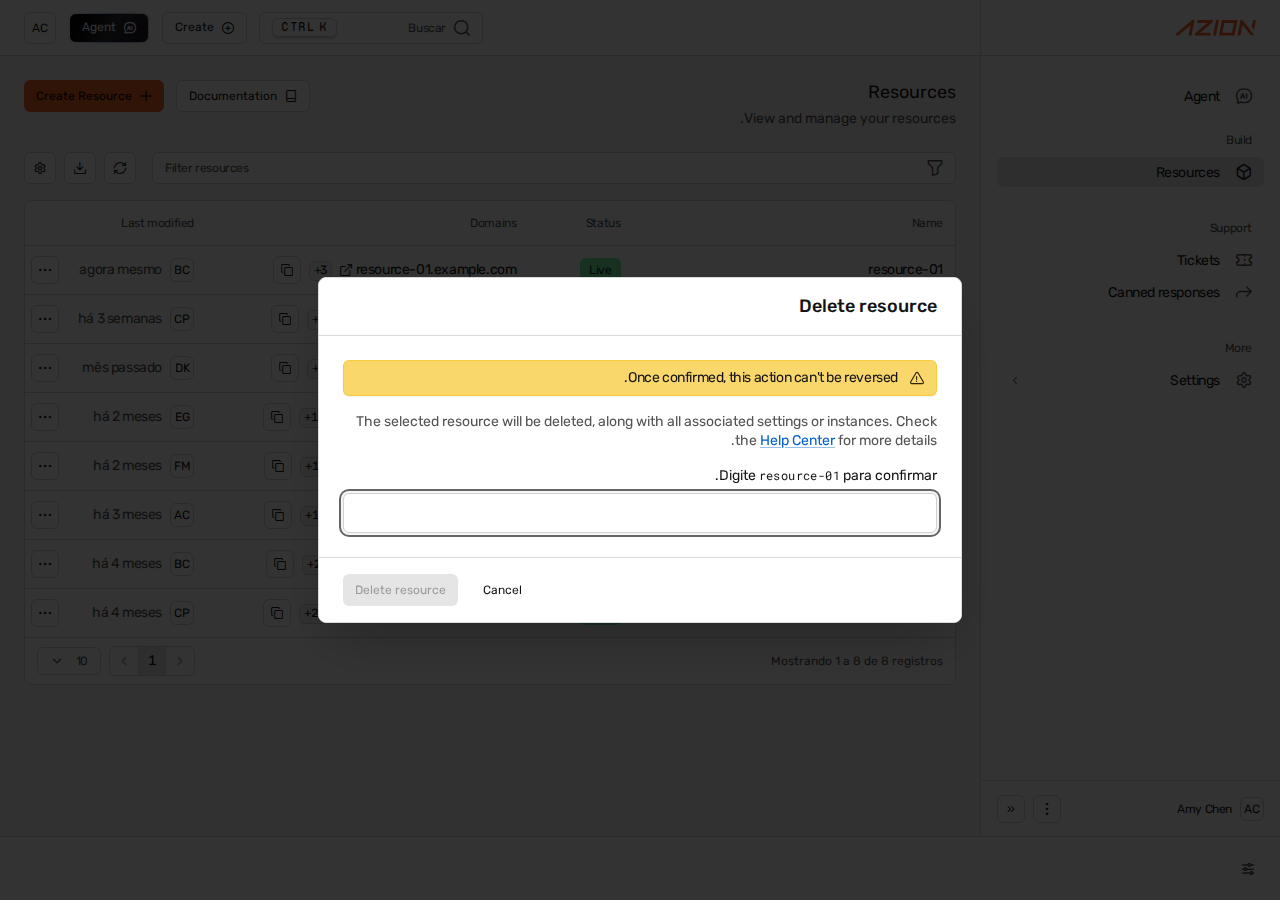 AC
Agent
Create
CTRL K
Buscar
AZION
Create Resource
Documentation
Resources
View and manage your resources.
Filter resources
Name
Status
Domains
Last modified
resource-01
Live
resource-01.example.com
+3
BC
agora mesmo
CP
há 3 semanas
DK
mês passado
EG
há 2 meses
FM
há 2 meses
AC
há 3 meses
BC
há 4 meses
CP
há 4 meses
Mostrando 1 a 8 de 8 registros
1
10
Agent
Build
Resources
Support
Tickets
Canned responses
More
Settings
AC
Amy Chen
Delete resource
Once confirmed, this action can't be reversed.
The selected resource will be deleted, along with all associated settings or instances. Check
the Help Center for more details.
Digite resource-01 para confirmar.
Delete resource
Cancel